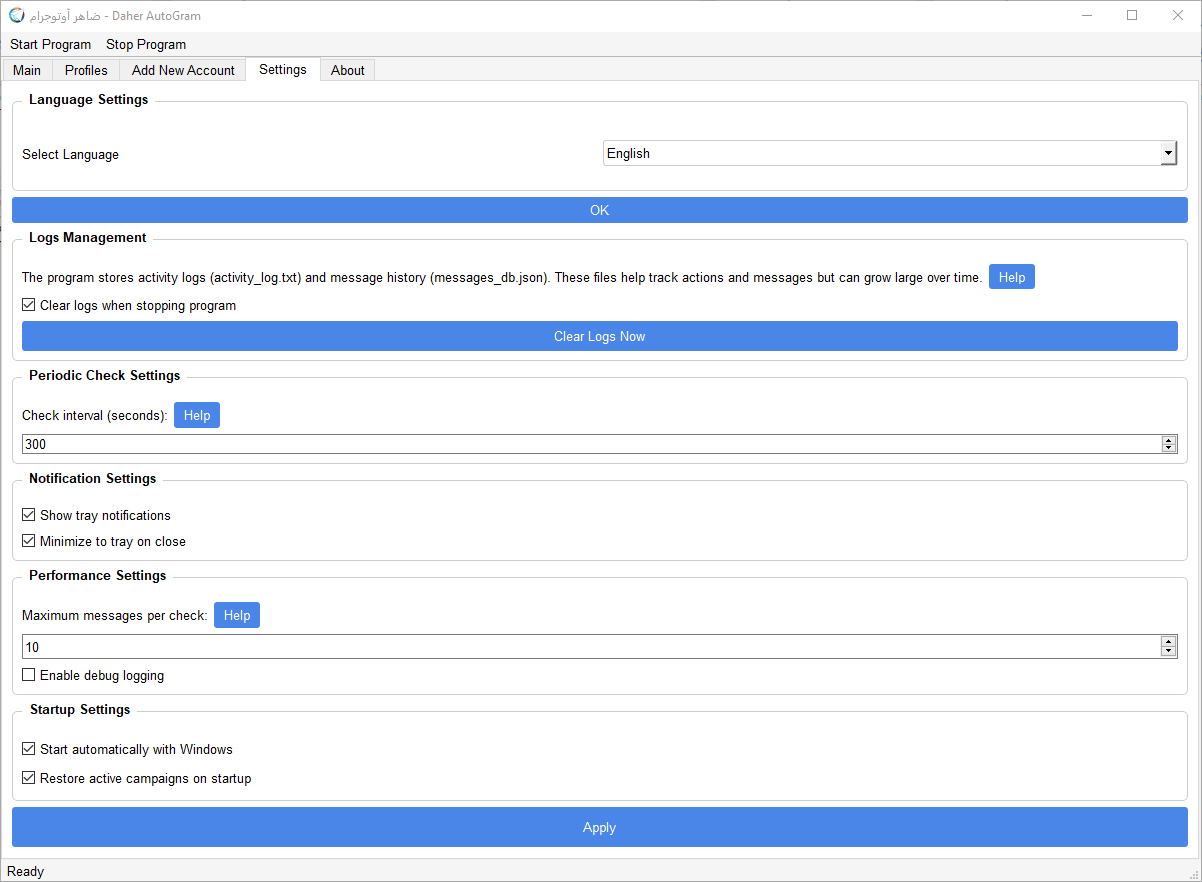 ضاهر أوتوجرام - Daher AutoGram
Start Program Stop Program
Main Profiles Add New Account Settings About
Language Settings
Select Language English
OK
Logs Management
The program stores activity logs (activity_log.txt) and message history (messages_db.json). These files help track actions and messages but can grow large over time. Help
Clear logs when stopping program
Clear Logs Now
Periodic Check Settings
Check interval (seconds): Help
300
Notification Settings
Show tray notifications
Minimize to tray on close
Performance Settings
Maximum messages per check: Help
10
Enable debug logging
Startup Settings
Start automatically with Windows
Restore active campaigns on startup
Apply
Ready